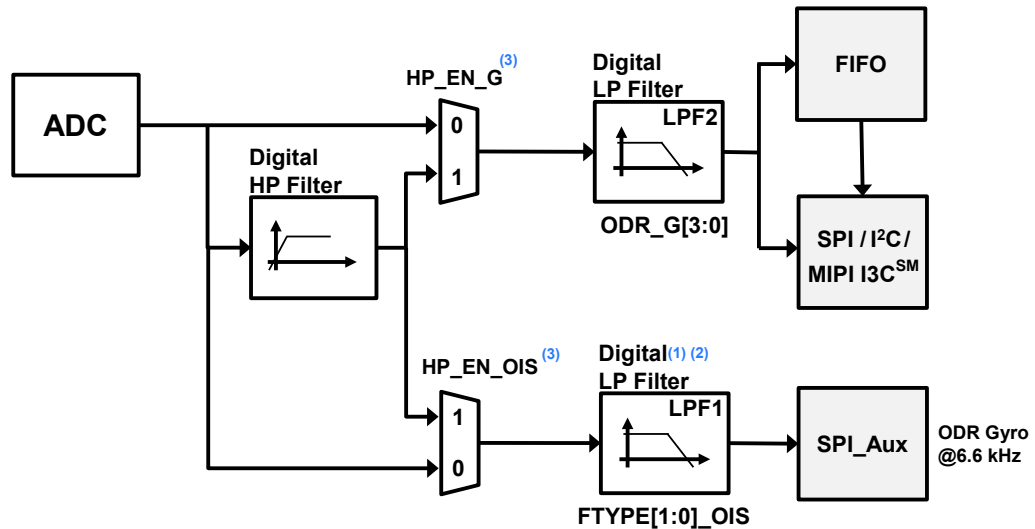 ADC
HP_EN_G (3)
0
1
Digital
HP Filter
Digital
LP Filter
LPF2
ODR_G[3:0]
FIFO
SPI / I²C /
MIPI I3C^SM
HP_EN_OIS (3)
1
0
Digital (1) (2)
LP Filter
LPF1
FTYPE[1:0]_OIS
SPI_Aux
ODR Gyro
@6.6 kHz